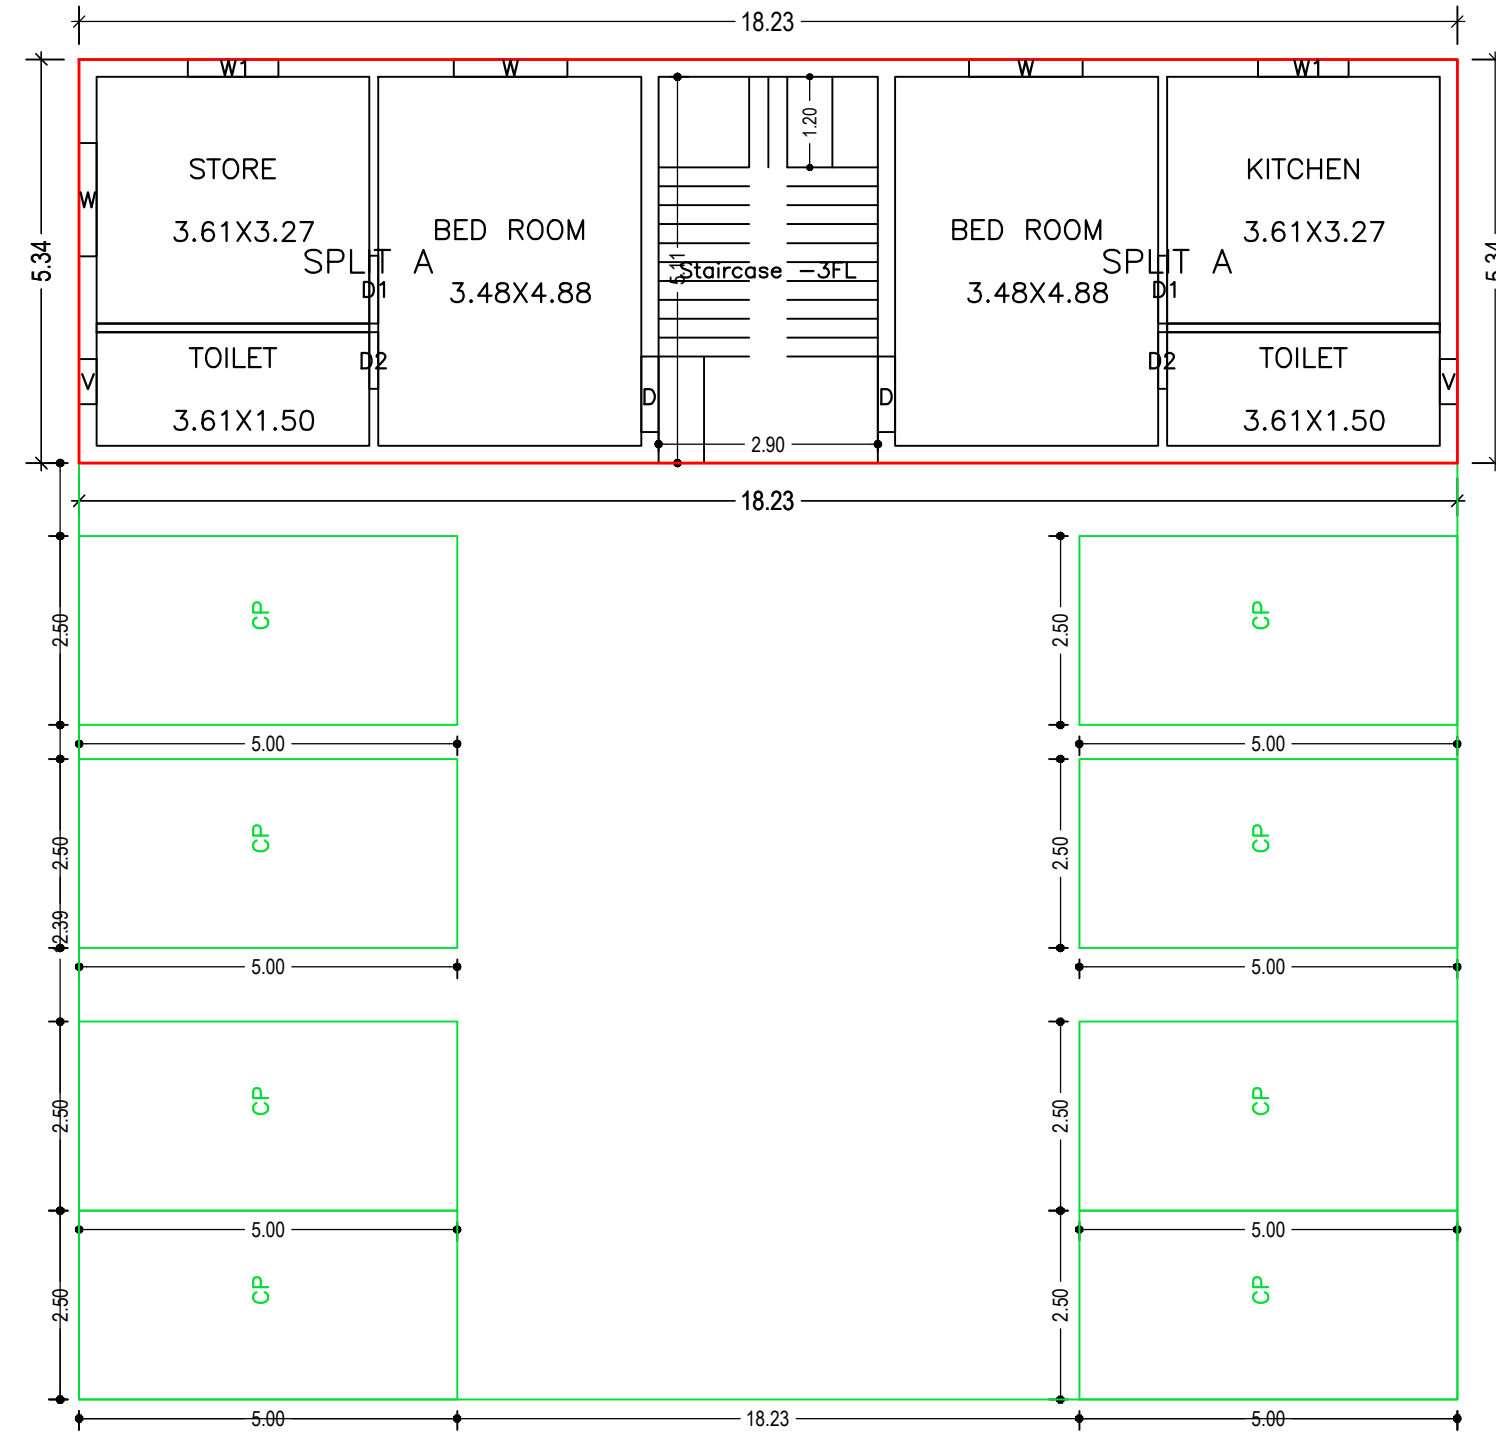 18.23
W1
W
W
W1
1.20
STORE
KITCHEN
W
3.61X3.27
BED ROOM
BED ROOM
3.61X3.27
5.34
SPLIT A
5.11
Staircase -3FL
SPLIT A
5.34
D1
3.48X4.88
3.48X4.88
D1
TOILET
D2
D2
TOILET
V
D
D
V
3.61X1.50
3.61X1.50
2.90
18.23
2.50
CP
2.50
CP
5.00
5.00
2.50
CP
2.50
CP
2.39
5.00
5.00
2.50
CP
2.50
CP
5.00
5.00
2.50
CP
2.50
CP
5.00
18.23
5.00